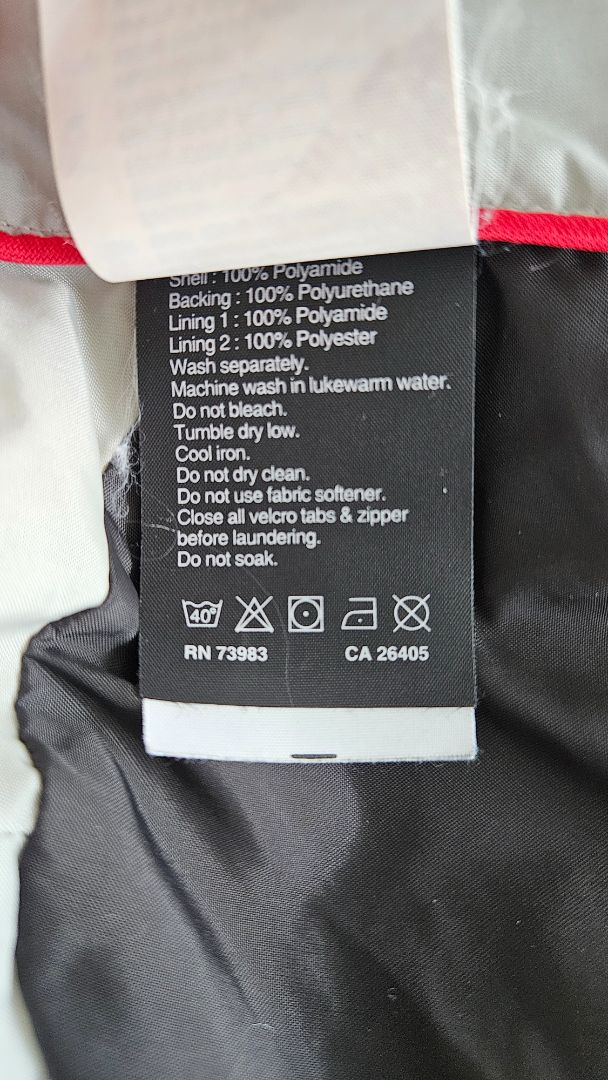 Shell : 100% Polyamide
Backing : 100% Polyurethane
Lining 1 : 100% Polyamide
Lining 2 : 100% Polyester
Wash separately.
Machine wash in lukewarm water.
Do not bleach.
Tumble dry low.
Cool iron.
Do not dry clean.
Do not use fabric softener.
Close all velcro tabs & zipper
before laundering.
Do not soak.
40°
RN 73983 CA 26405